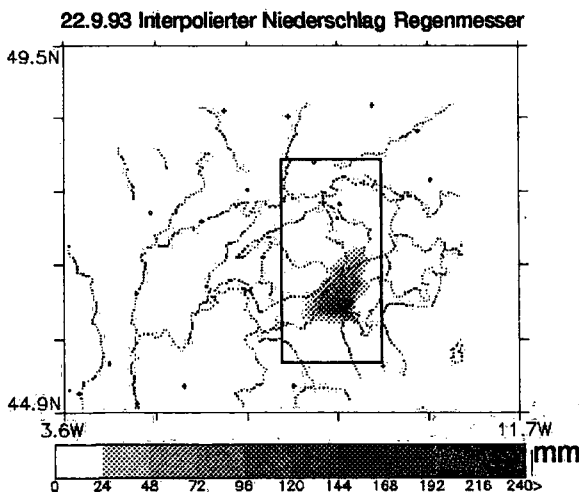 22.9.93 Interpolierter Niederschlag Regenmesser
49.5N
44.9N
3.6W
11.7W
mm
0 24 48 72 96 120 144 168 192 216 240>